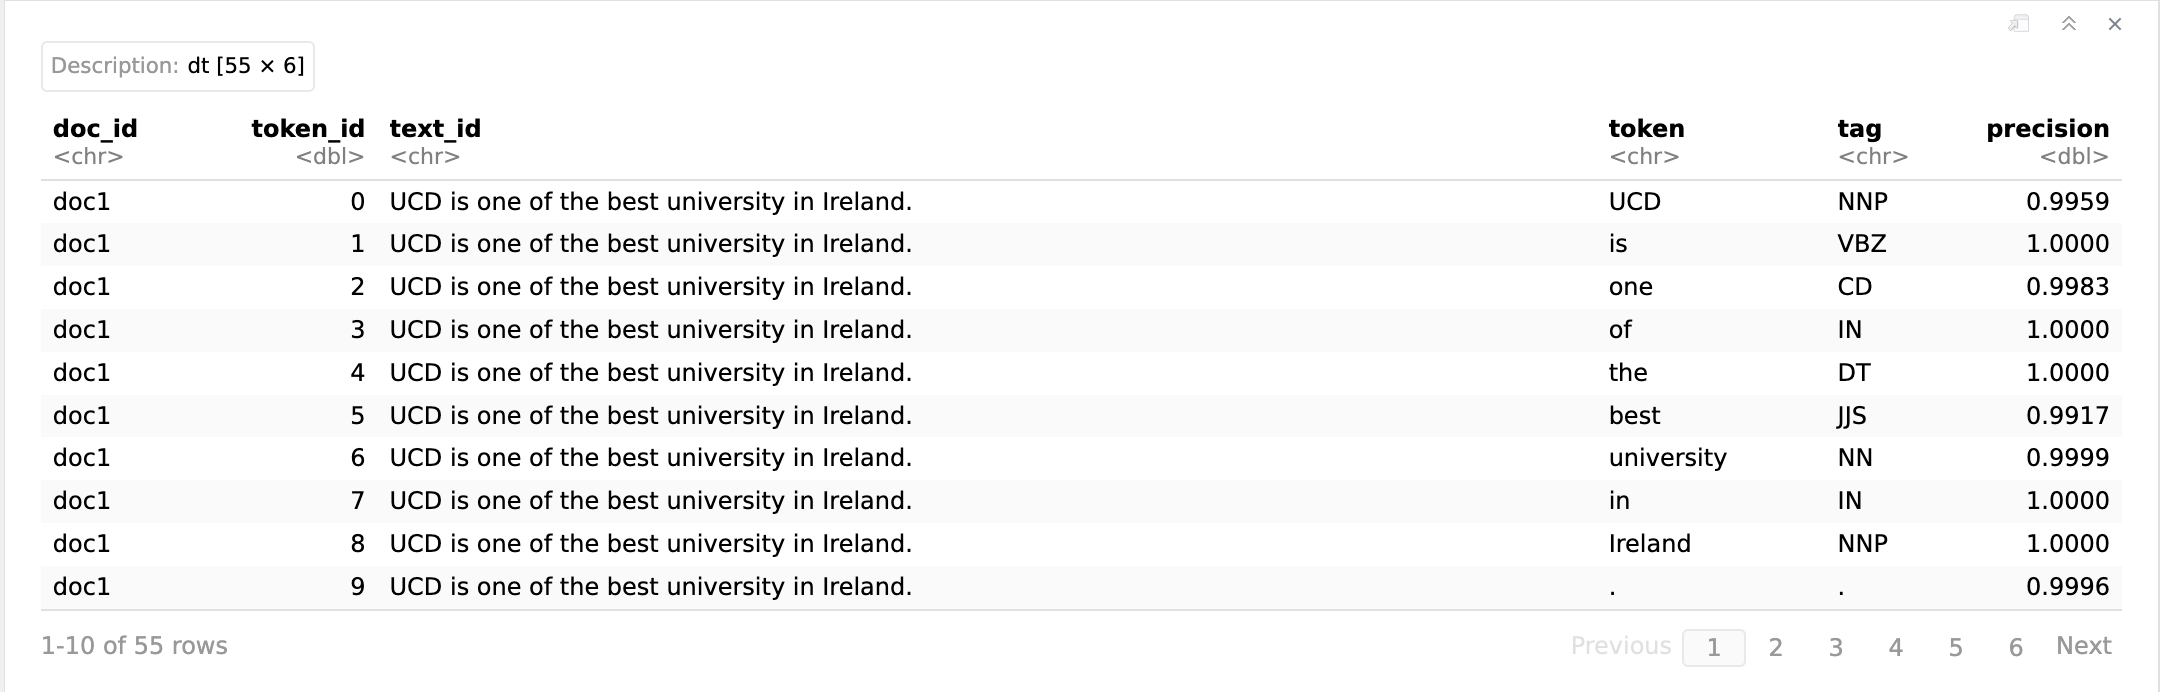 Description: dt [55 × 6]
doc_id token_id text_id token tag precision
<chr> <dbl> <chr> <chr> <chr> <dbl>
doc1 0 UCD is one of the best university in Ireland. UCD NNP 0.9959
doc1 1 UCD is one of the best university in Ireland. is VBZ 1.0000
doc1 2 UCD is one of the best university in Ireland. one CD 0.9983
doc1 3 UCD is one of the best university in Ireland. of IN 1.0000
doc1 4 UCD is one of the best university in Ireland. the DT 1.0000
doc1 5 UCD is one of the best university in Ireland. best JJS 0.9917
doc1 6 UCD is one of the best university in Ireland. university NN 0.9999
doc1 7 UCD is one of the best university in Ireland. in IN 1.0000
doc1 8 UCD is one of the best university in Ireland. Ireland NNP 1.0000
doc1 9 UCD is one of the best university in Ireland. . . 0.9996
1-10 of 55 rows Previous 1 2 3 4 5 6 Next